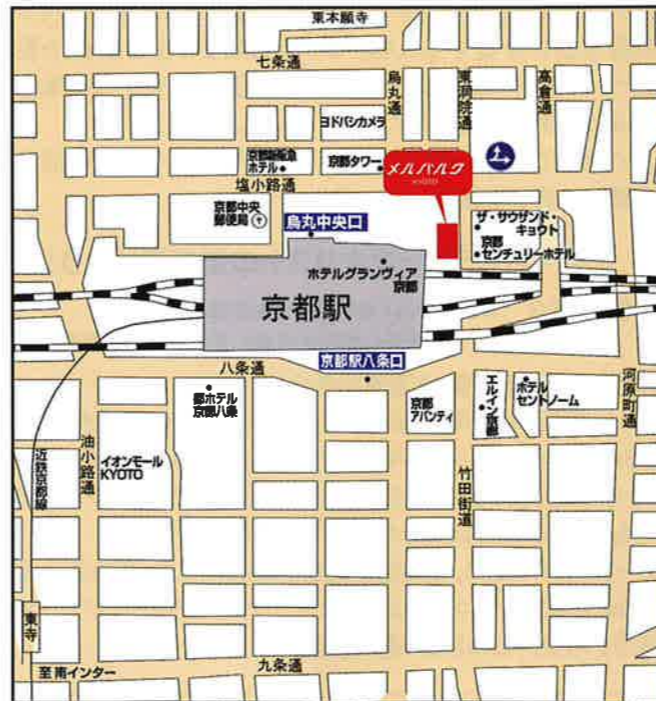 東本願寺
七条通
烏丸通
東洞院通
高倉通
ヨドバシカメラ
京都新阪急
ホテル
京都タワー
メルパルク
KYOTO
塩小路通
京都中央
郵便局
烏丸中央口
ザ・サウザンド・
キョウト
京都
センチュリーホテル
ホテルグランヴィア
京都
京都駅
八条通
京都駅八条口
都ホテル
京都八条
京都
アバンティ
エルイン京都
ホテル
セントノーム
河原町通
近鉄京都線
油小路通
イオンモール
KYOTO
竹田街道
東寺
九条通
至 南インター